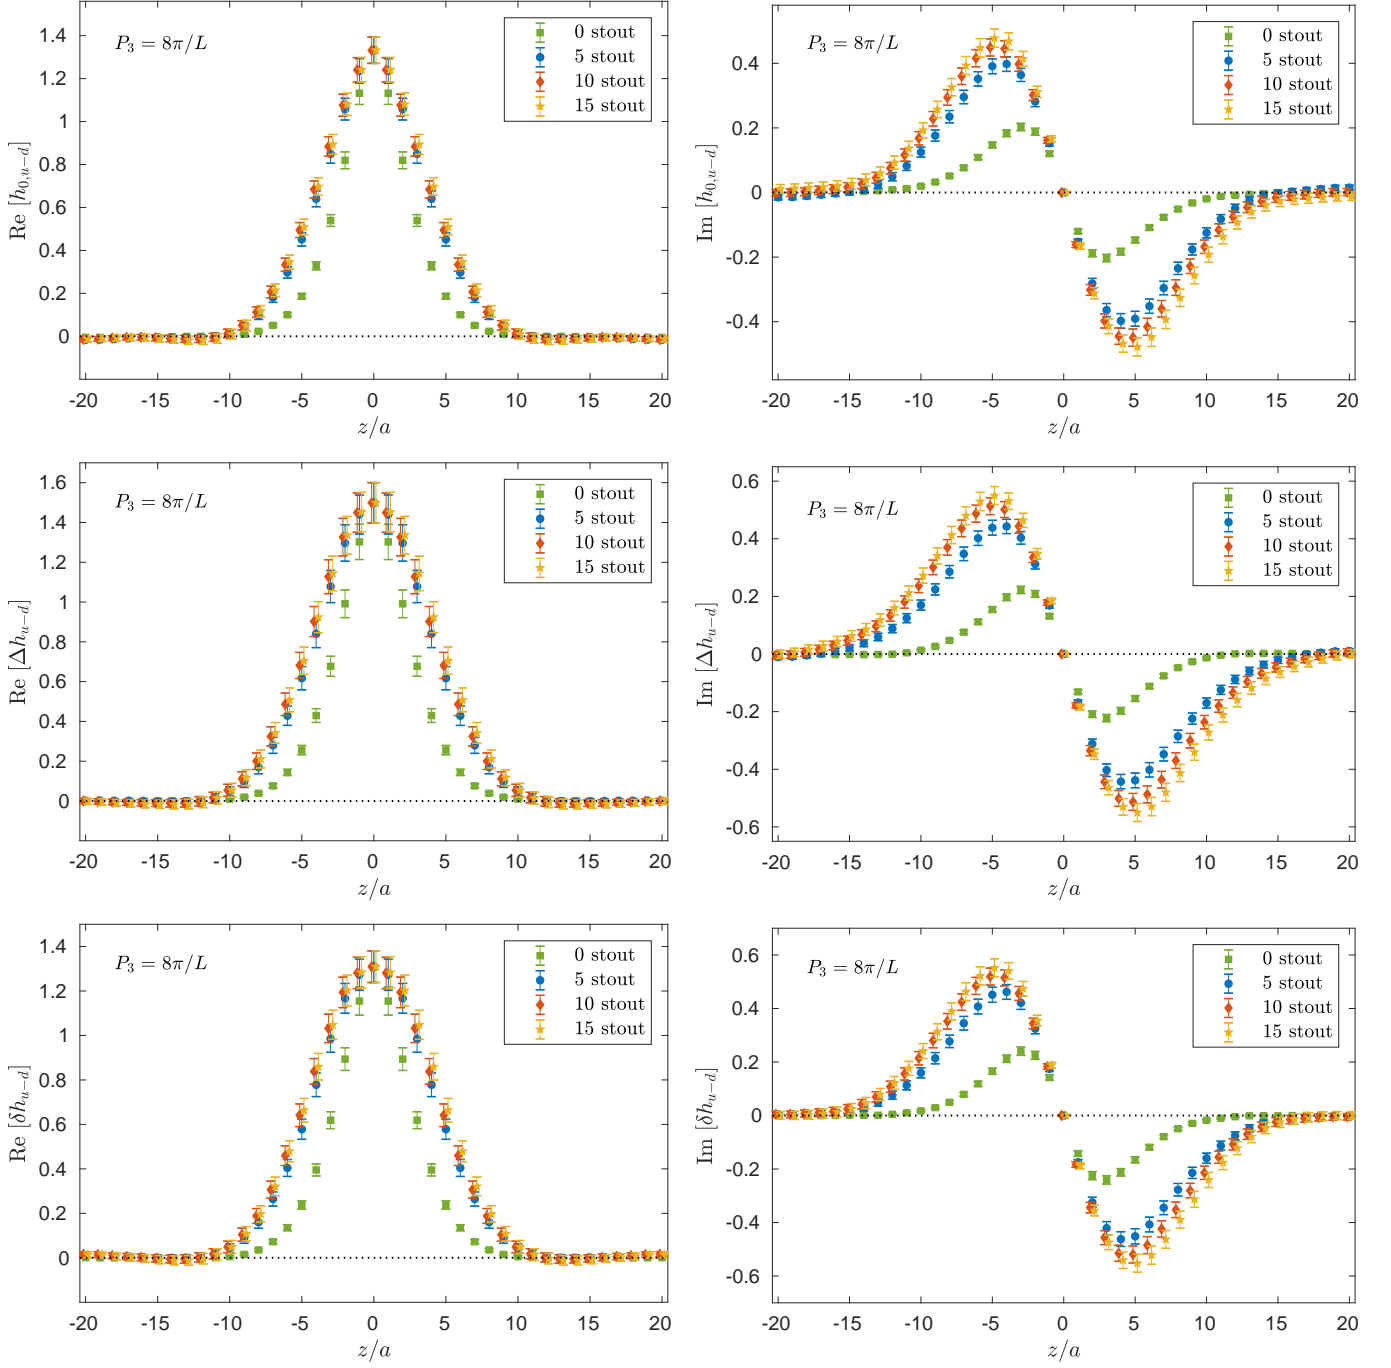 P₃ = 8π/L
0 stout
5 stout
10 stout
15 stout
Re [h₀,ᵤ₋d]
1.4
1.2
1
0.8
0.6
0.4
0.2
0
-20 -15 -10 -5 0 5 10 15 20
z/a
P₃ = 8π/L
0 stout
5 stout
10 stout
15 stout
Im [h₀,ᵤ₋d]
0.4
0.2
0
-0.2
-0.4
-20 -15 -10 -5 0 5 10 15 20
z/a
P₃ = 8π/L
0 stout
5 stout
10 stout
15 stout
Re [Δhᵤ₋d]
1.6
1.4
1.2
1
0.8
0.6
0.4
0.2
0
-20 -15 -10 -5 0 5 10 15 20
z/a
P₃ = 8π/L
0 stout
5 stout
10 stout
15 stout
Im [Δhᵤ₋d]
0.6
0.4
0.2
0
-0.2
-0.4
-0.6
-20 -15 -10 -5 0 5 10 15 20
z/a
P₃ = 8π/L
0 stout
5 stout
10 stout
15 stout
Re [δhᵤ₋d]
1.4
1.2
1
0.8
0.6
0.4
0.2
0
-20 -15 -10 -5 0 5 10 15 20
z/a
P₃ = 8π/L
0 stout
5 stout
10 stout
15 stout
Im [δhᵤ₋d]
0.6
0.4
0.2
0
-0.2
-0.4
-0.6
-20 -15 -10 -5 0 5 10 15 20
z/a